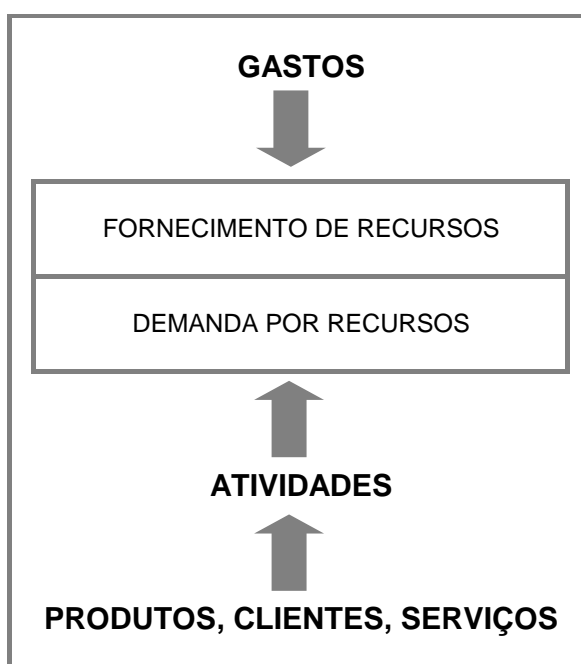 GASTOS
FORNECIMENTO DE RECURSOS
DEMANDA POR RECURSOS
ATIVIDADES
PRODUTOS, CLIENTES, SERVIÇOS